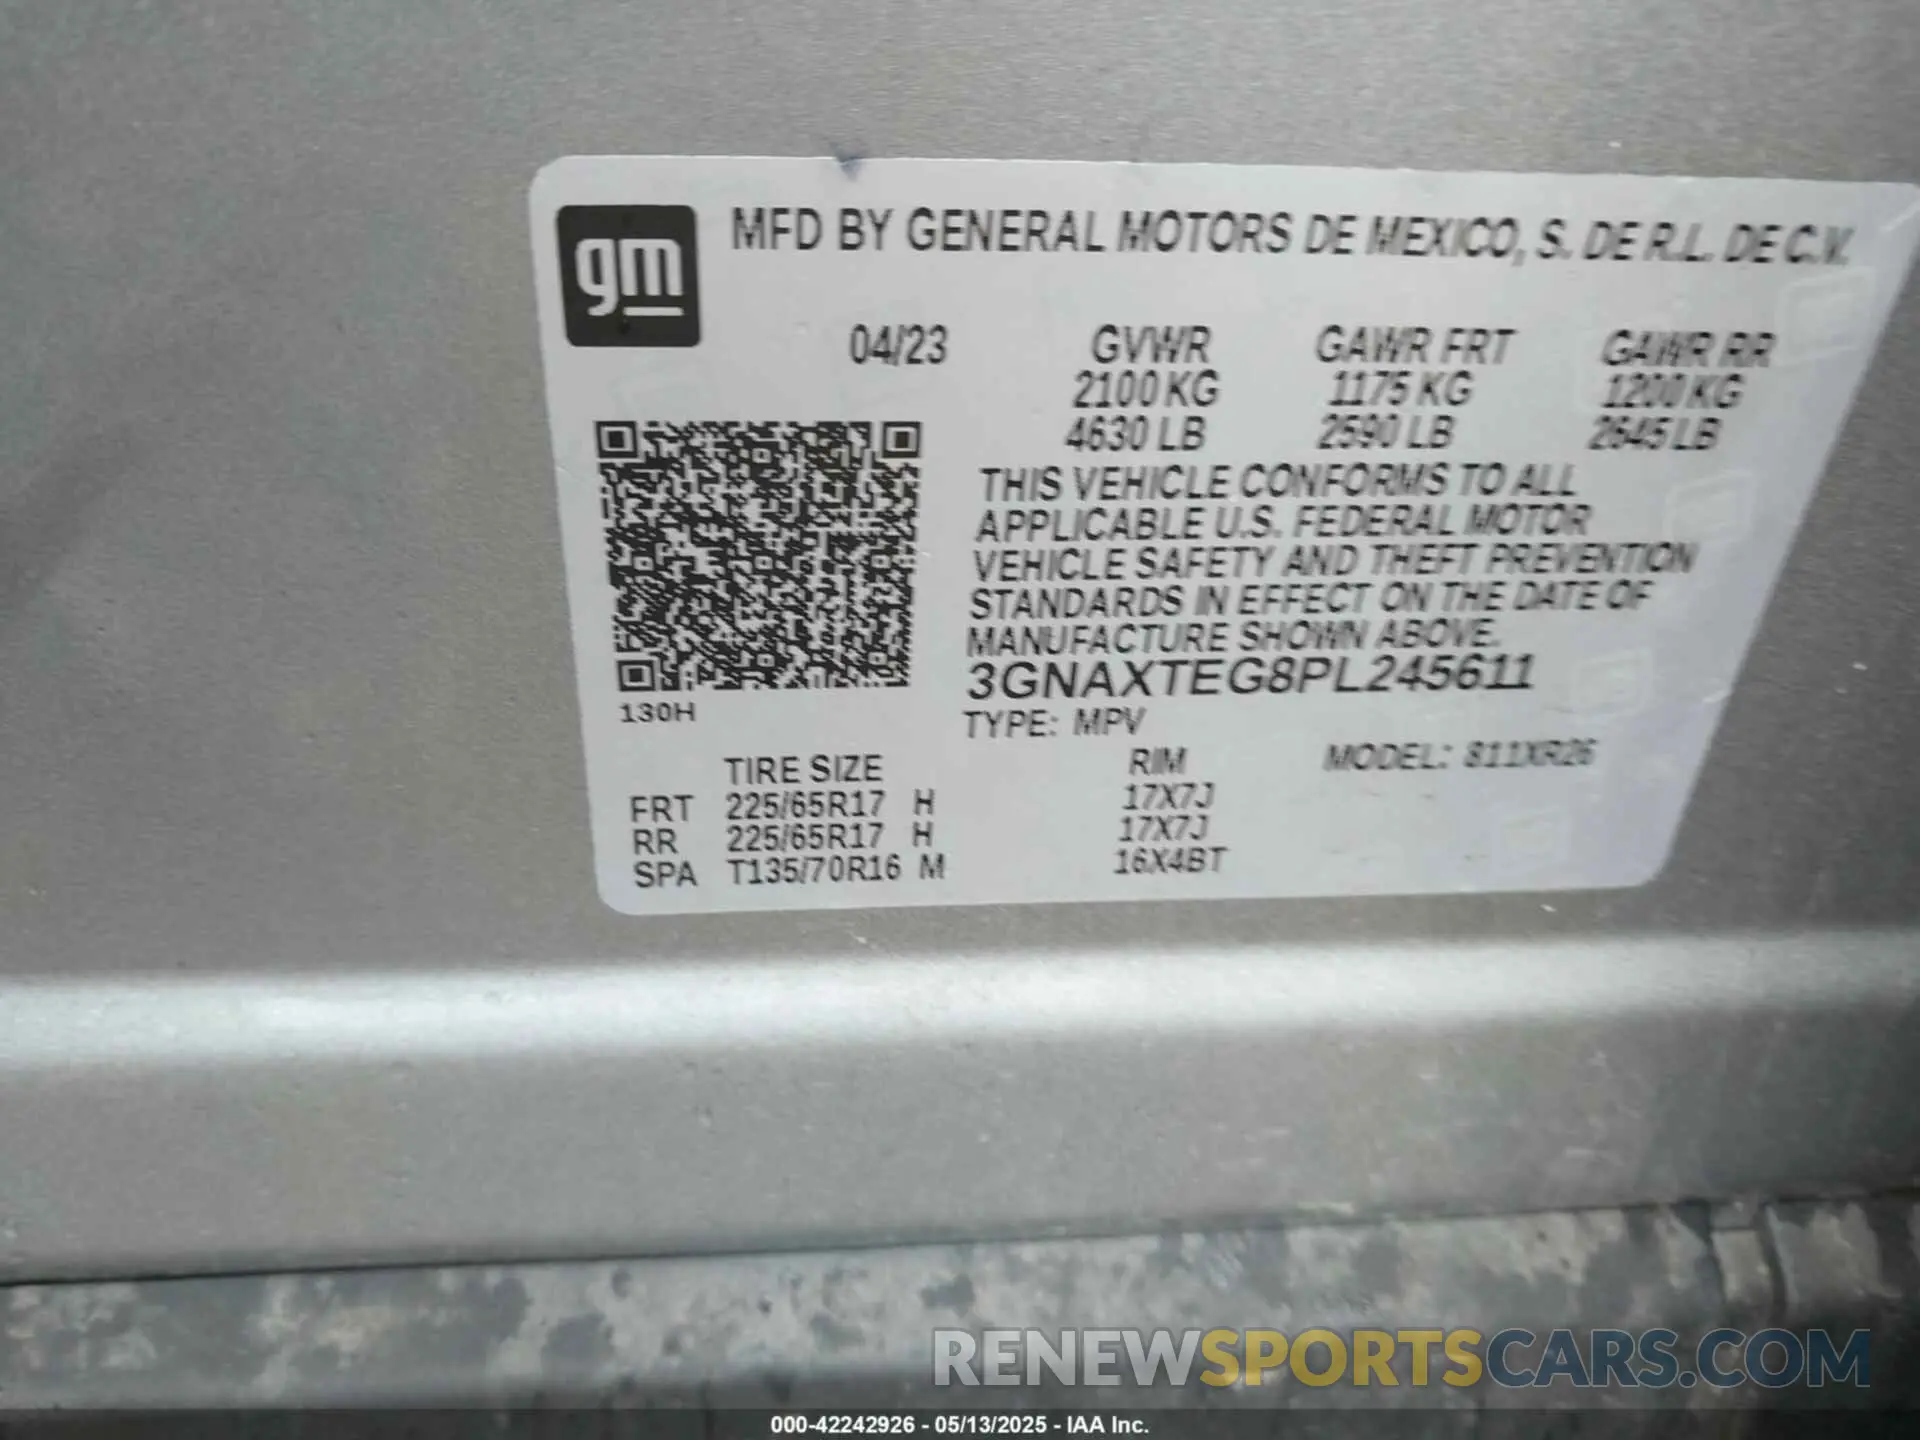 gm
MFD BY GENERAL MOTORS DE MEXICO, S. DE R.L. DE C.V.
04/23 GVWR GAWR FRT GAWR RR
2100 KG 1175 KG 1200 KG
4630 LB 2590 LB 2645 LB
THIS VEHICLE CONFORMS TO ALL
APPLICABLE U.S. FEDERAL MOTOR
VEHICLE SAFETY AND THEFT PREVENTION
STANDARDS IN EFFECT ON THE DATE OF
MANUFACTURE SHOWN ABOVE.
3GNAXTEG8PL245611
130H
TYPE: MPV
TIRE SIZE RIM MODEL: 811XR26
FRT 225/65R17 H 17X7J
RR 225/65R17 H 17X7J
SPA T135/70R16 M 16X4BT
RENEWSPORTSCARS.COM
000-42242926 - 05/13/2025 - IAA Inc.